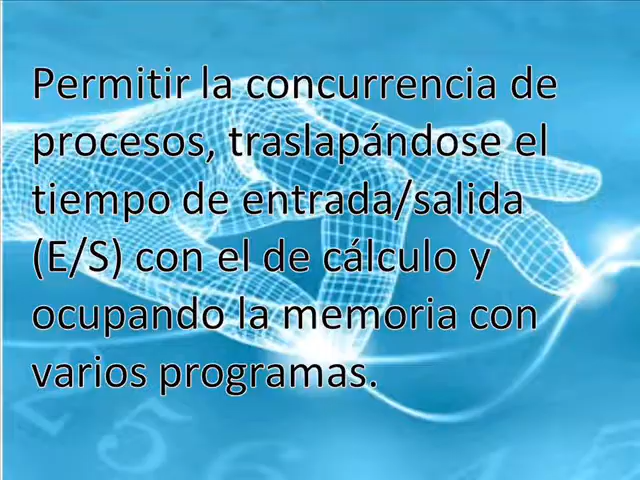 Permitir la concurrencia de
procesos, traslapándose el
tiempo de entrada/salida
(E/S) con el de cálculo y
ocupando la memoria con
varios programas.